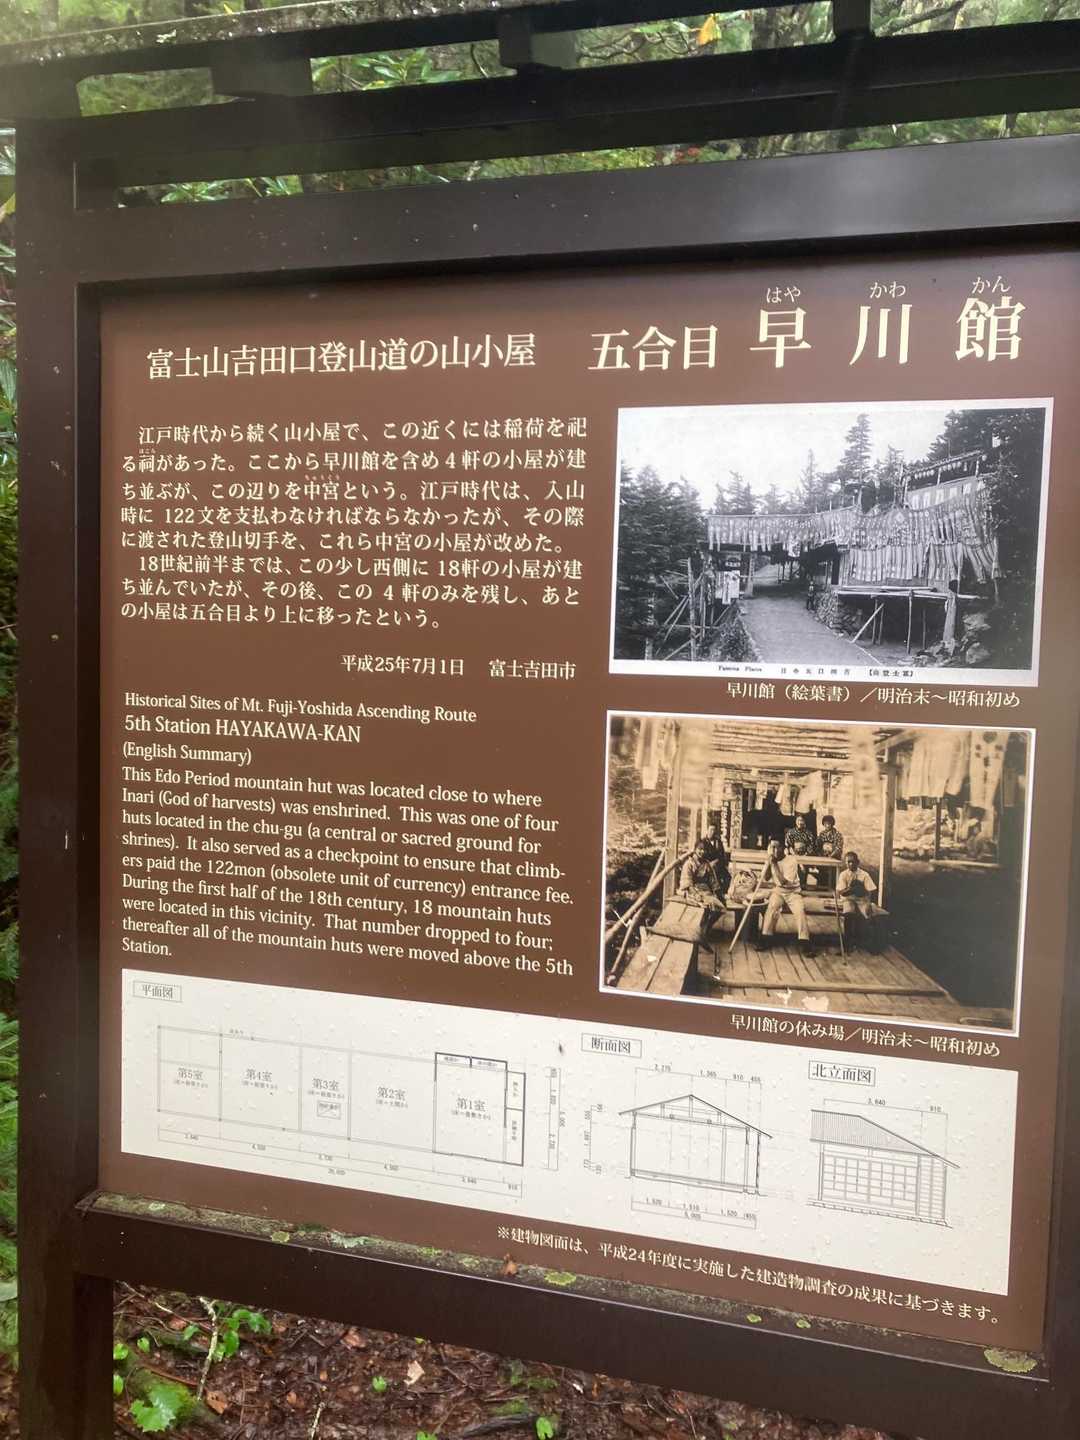 富士山吉田口登山道の山小屋 五合目 早川館
はや かわ かん
江戸時代から続く山小屋で、この近くには稲荷を祀
る祠があった。ここから早川館を含め4軒の小屋が建
ほこら
ち並ぶが、この辺りを中宮という。江戸時代は、入山
ちゅうぐう
時に 122文を支払わなければならなかったが、その際
に渡された登山切手を、これら中宮の小屋が改めた。
18世紀前半までは、この少し西側に 18軒の小屋が建
ち並んでいたが、その後、この 4 軒のみを残し、あと
の小屋は五合目より上に移ったという。
平成25年7月1日 富士吉田市
Historical Sites of Mt. Fuji-Yoshida Ascending Route
5th Station HAYAKAWA-KAN
(English Summary)
This Edo Period mountain hut was located close to where
Inari (God of harvests) was enshrined. This was one of four
huts located in the chu-gu (a central or sacred ground for
shrines). It also served as a checkpoint to ensure that climb-
ers paid the 122mon (obsolete unit of currency) entrance fee.
During the first half of the 18th century, 18 mountain huts
were located in this vicinity. That number dropped to four;
thereafter all of the mountain huts were moved above the 5th
Station.
Famous Places
早川館（絵葉書）／明治末～昭和初め
早川館の休み場／明治末～昭和初め
平面図
第5室
第4室
第3室
第2室
第1室
断面図
北立面図
3,640
910
※建物図面は、平成24年度に実施した建造物調査の成果に基づきます。